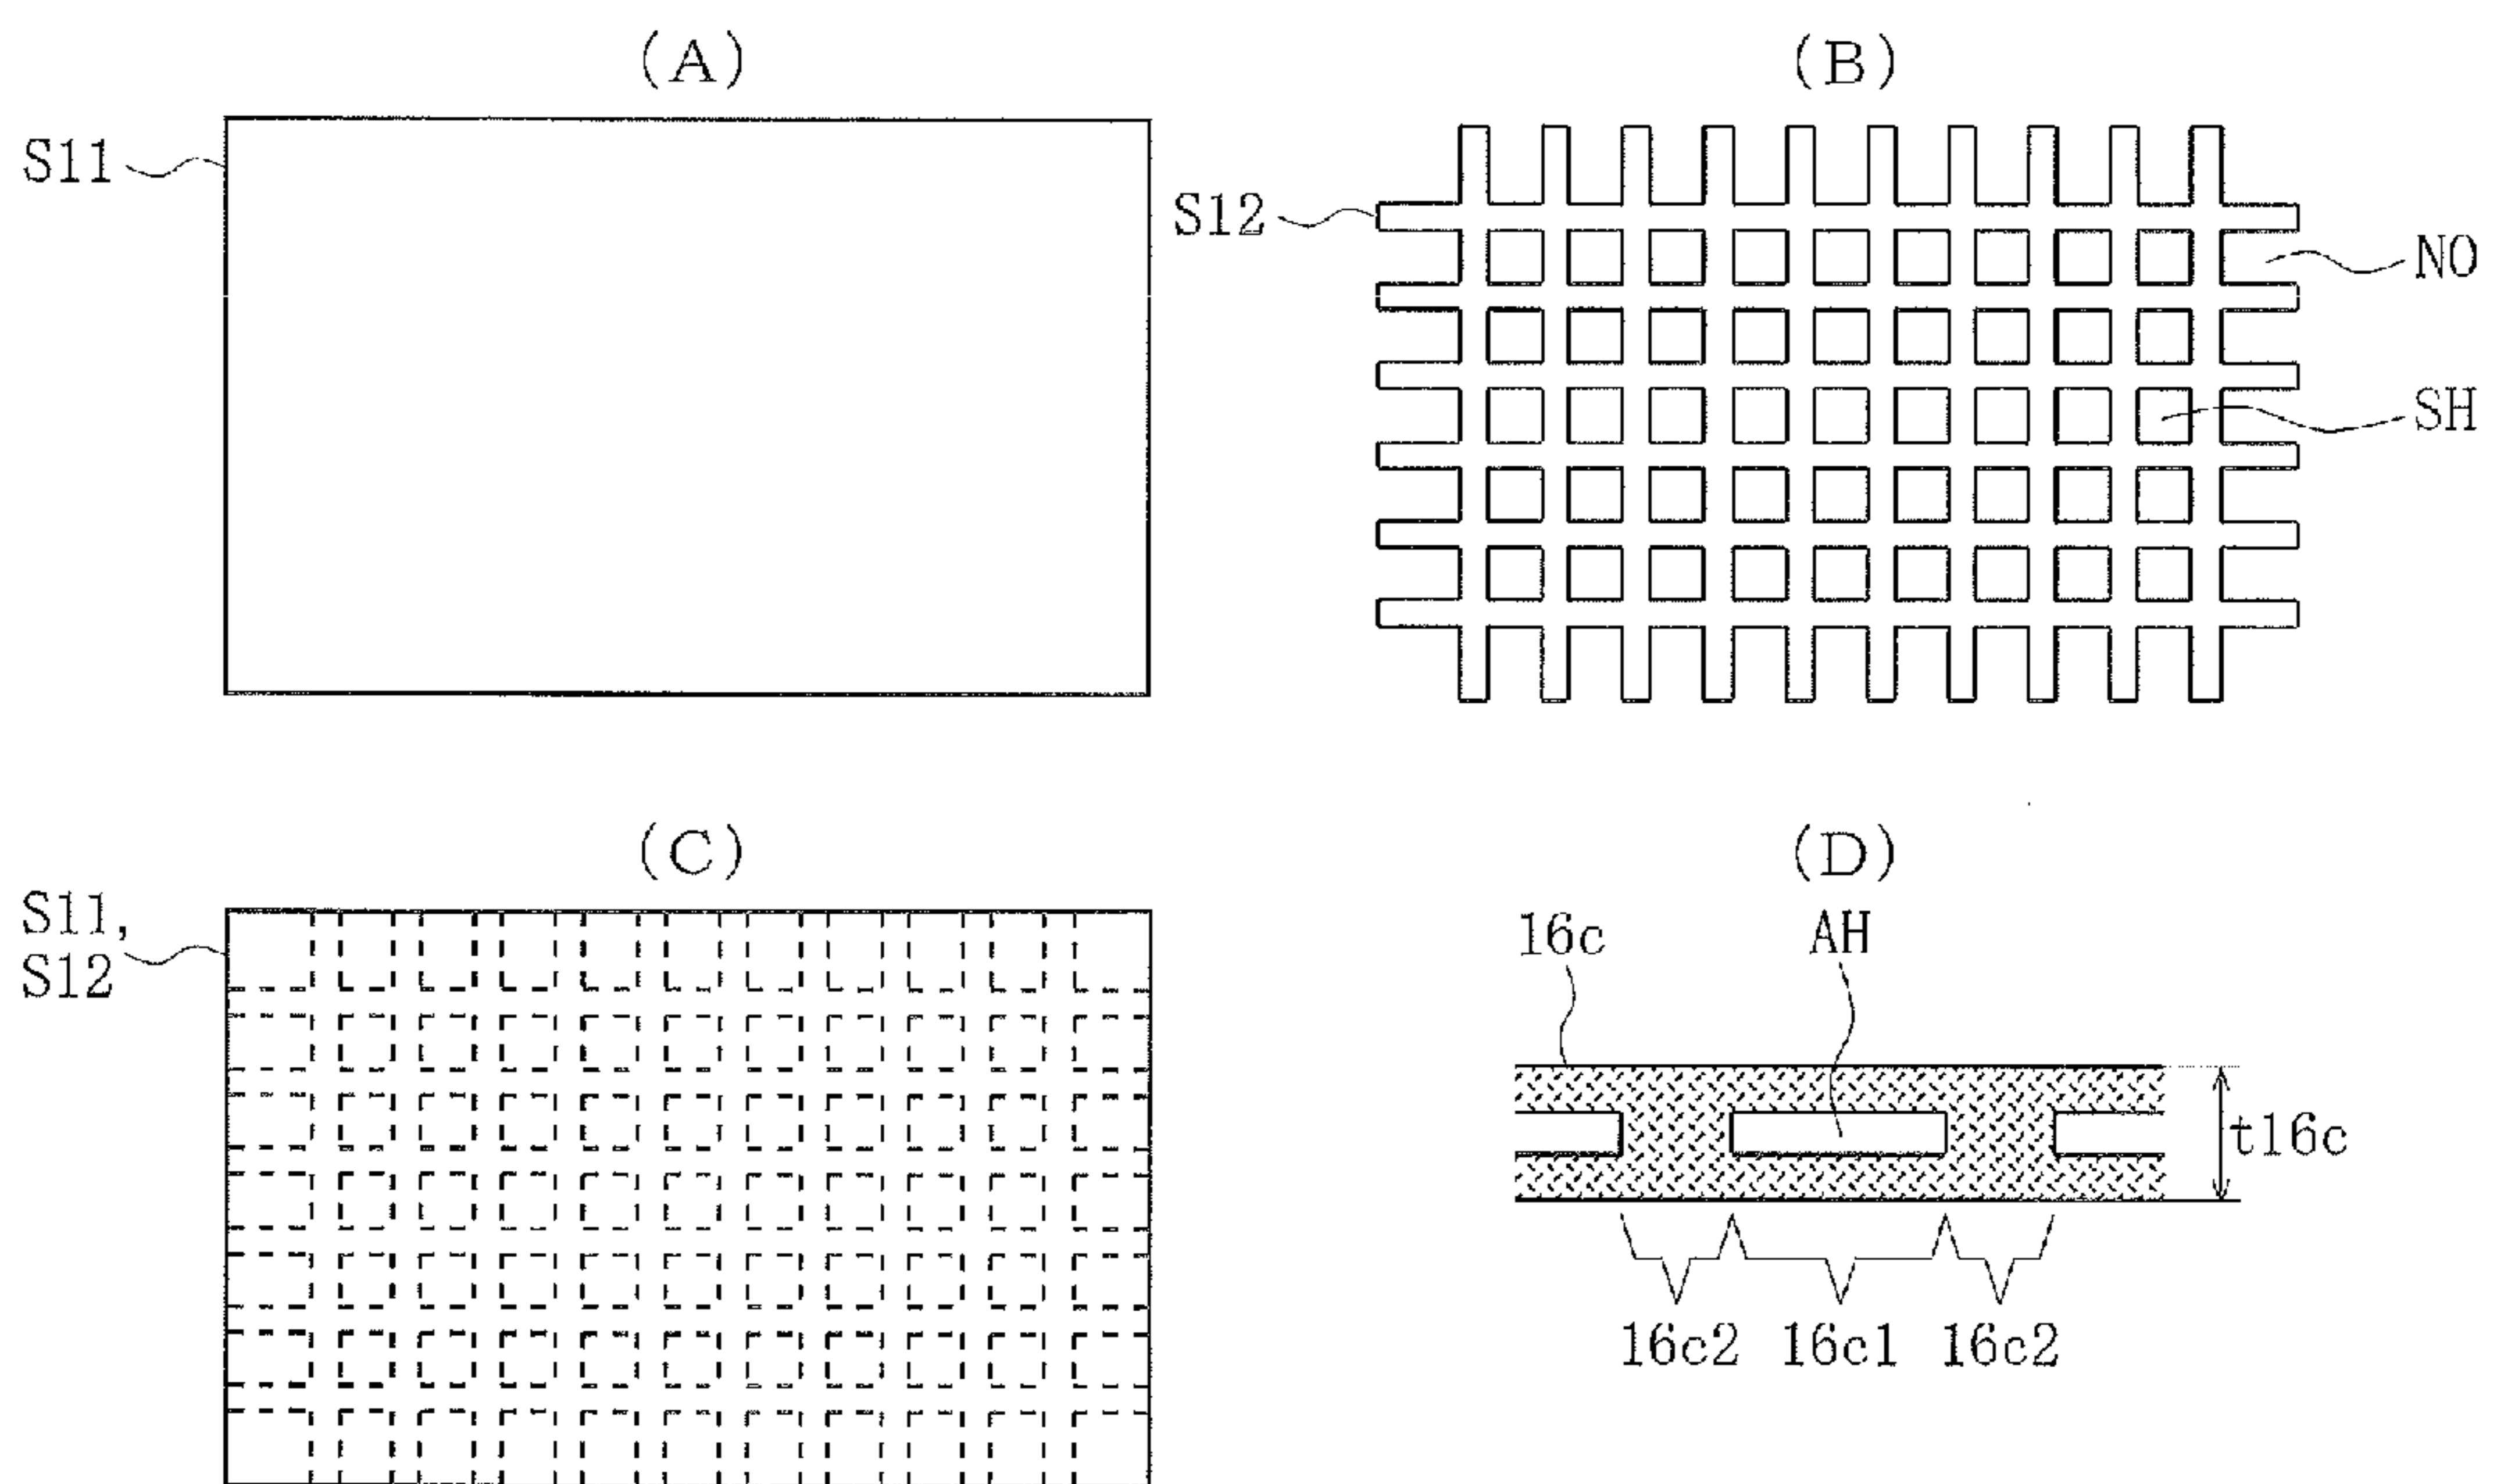 (A)
S11
(B)
S12
NO
SH
(C)
S11,
S12
(D)
16c
AH
t16c
16c2
16c1
16c2